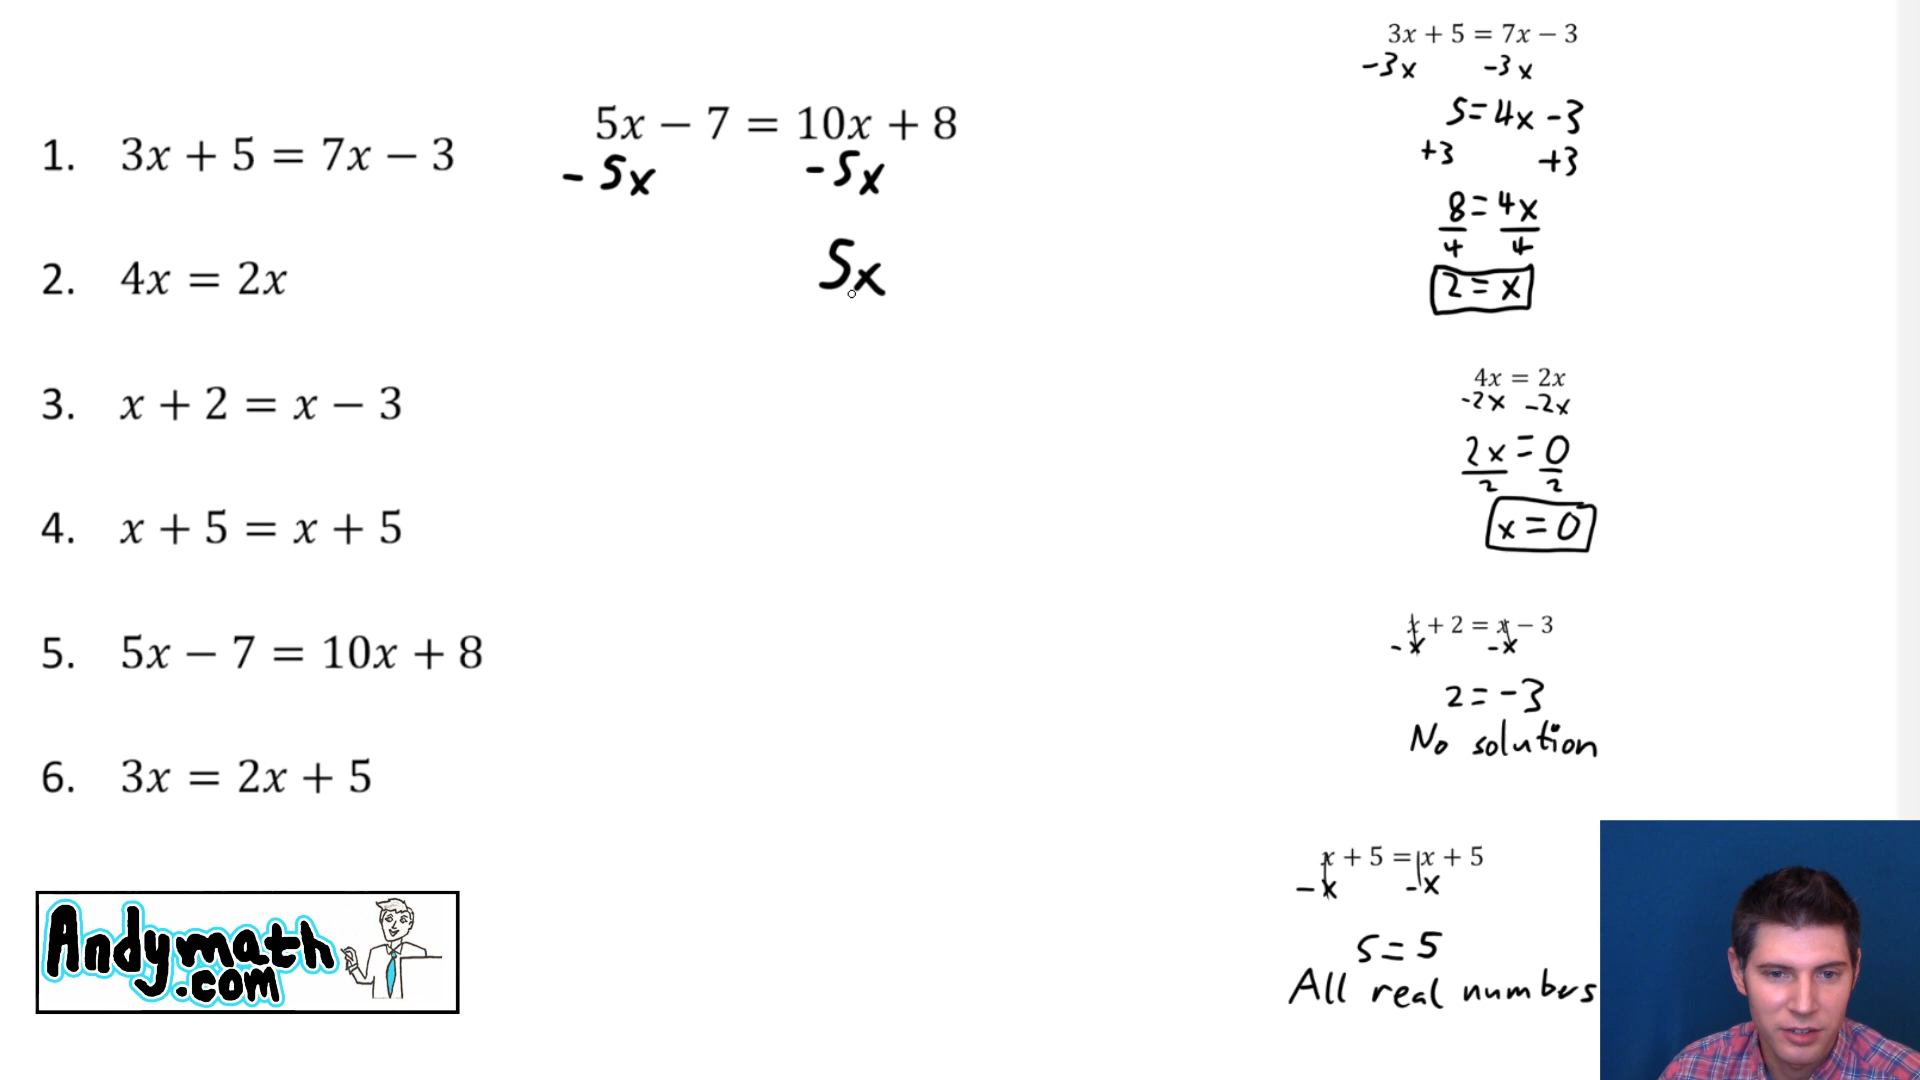 1. 3x + 5 = 7x − 3
2. 4x = 2x
3. x + 2 = x − 3
4. x + 5 = x + 5
5. 5x − 7 = 10x + 8
6. 3x = 2x + 5
Andymath
.com
5x − 7 = 10x + 8
- 5x -5x
5x
3x + 5 = 7x − 3
-3x -3x
5 = 4x -3
+3 +3
8 = 4x
4 4
2 = x
4x = 2x
-2x -2x
2x = 0
2 2
x = 0
x + 2 = x − 3
-x -x
2 = -3
No solution
x + 5 = x + 5
-x -x
5 = 5
All real numbers